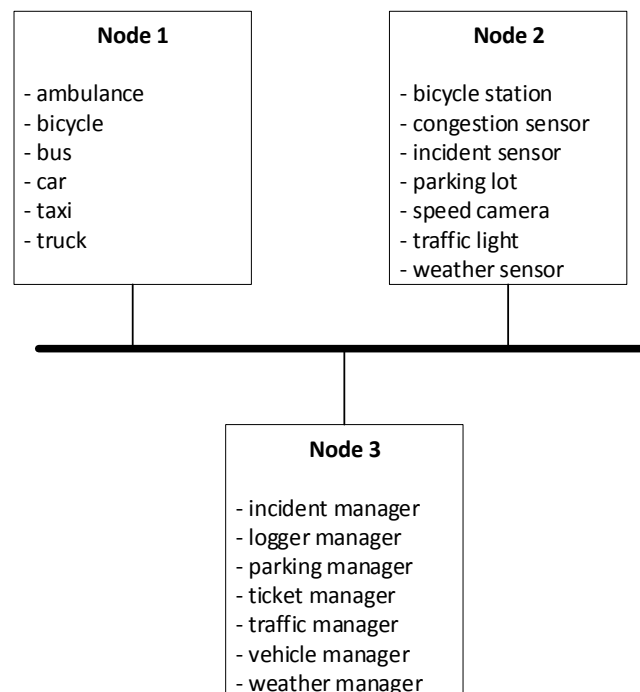 Node 1
- ambulance
- bicycle
- bus
- car
- taxi
- truck
Node 2
- bicycle station
- congestion sensor
- incident sensor
- parking lot
- speed camera
- traffic light
- weather sensor
Node 3
- incident manager
- logger manager
- parking manager
- ticket manager
- traffic manager
- vehicle manager
- weather manager